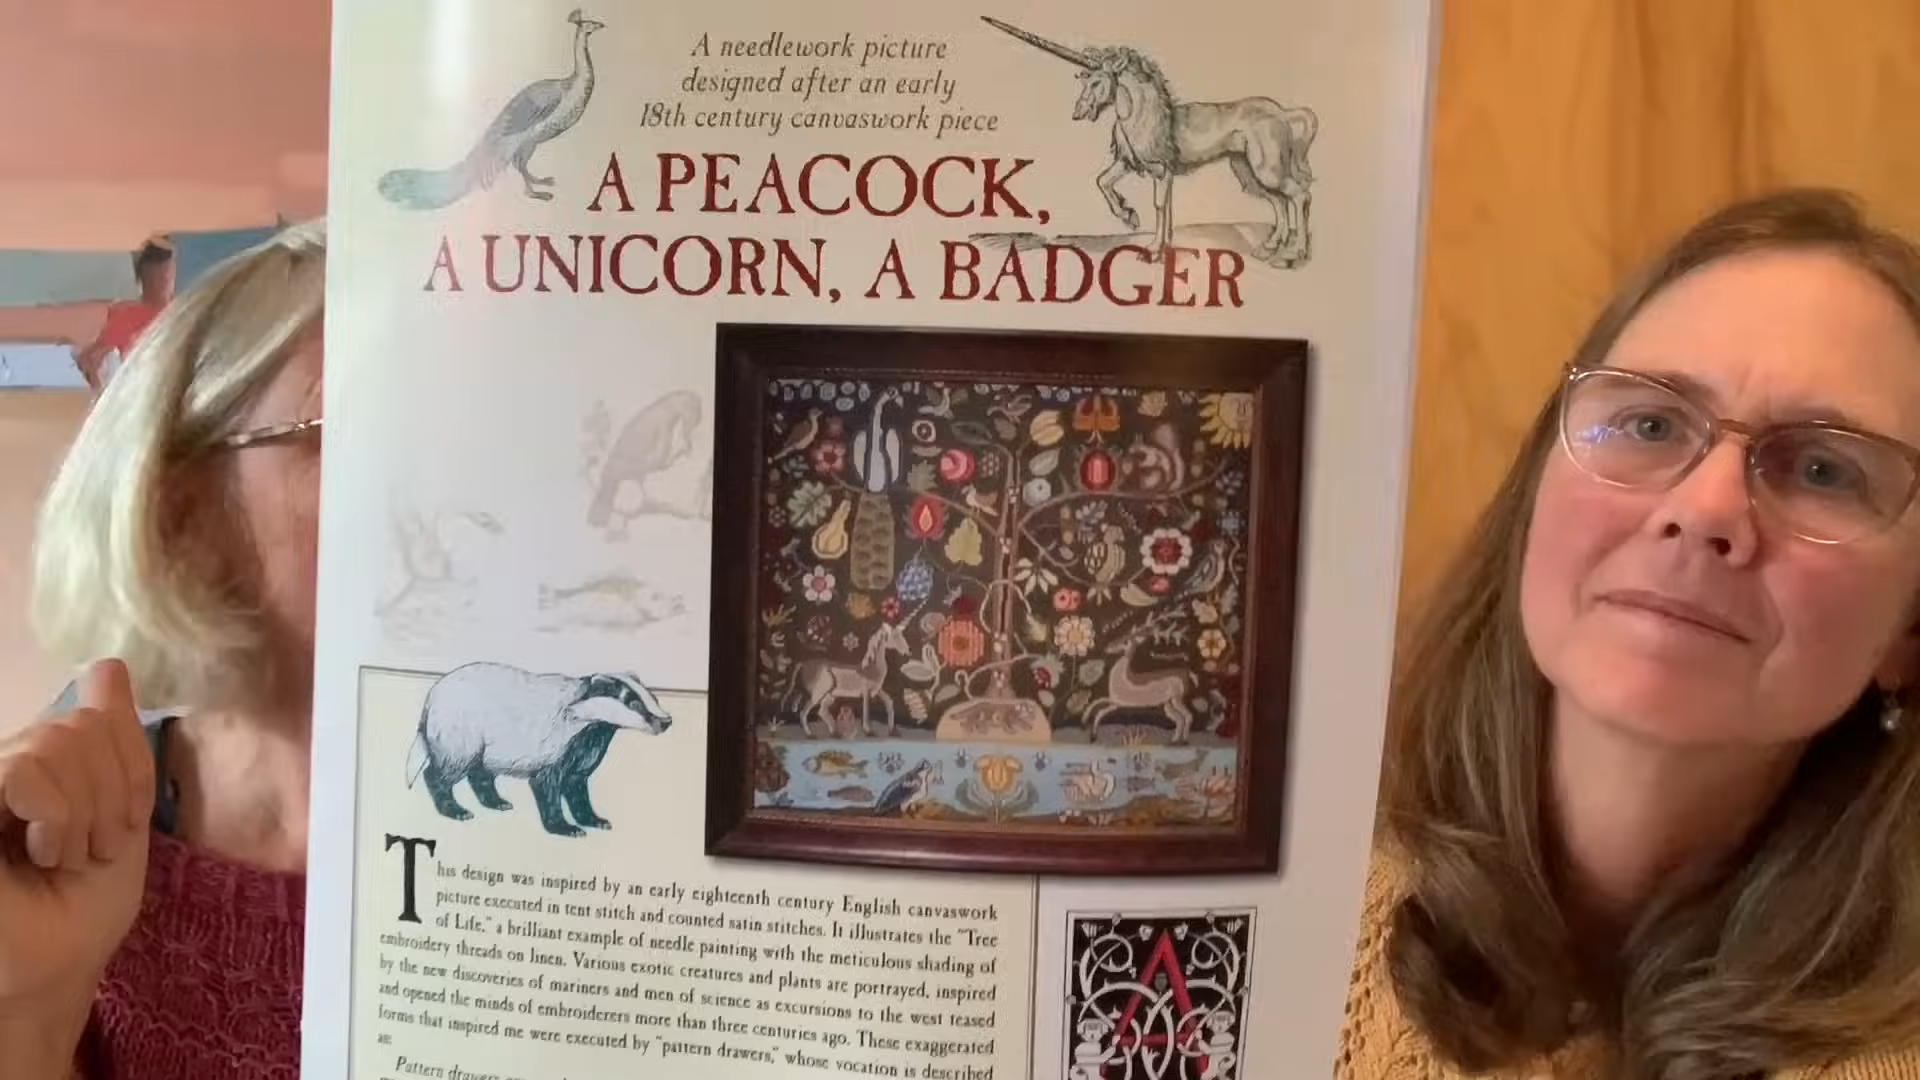 A needlework picture
designed after an early
18th century canvaswork piece
A PEACOCK,
A UNICORN, A BADGER
This design was inspired by an early eighteenth century English canvaswork
picture executed in tent stitch and counted satin stitches. It illustrates the "Tree
of Life," a brilliant example of needle painting with the meticulous shading of
embroidery threads on linen. Various exotic creatures and plants are portrayed, inspired
by the new discoveries of mariners and men of science as excursions to the west teased
and opened the minds of embroiderers more than three centuries ago. These exaggerated
forms that inspired me were executed by "pattern drawers," whose vocation is described
as:
Pattern drawers
A